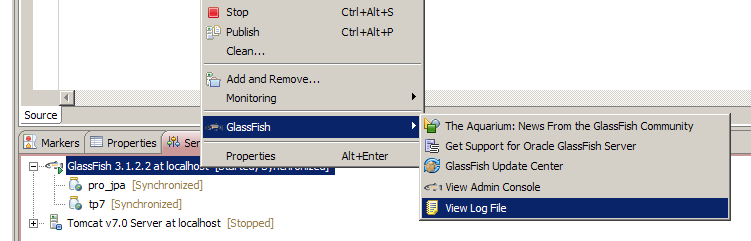 Stop Ctrl+Alt+S
Publish Ctrl+Alt+P
Clean...
Add and Remove...
Monitoring
GlassFish
Properties Alt+Enter
The Aquarium: News From the GlassFish Community
Get Support for Oracle GlassFish Server
GlassFish Update Center
View Admin Console
View Log File
Source
Markers Properties Ser
GlassFish 3.1.2.2 at localhost [Started, Synchronized]
pro_jpa [Synchronized]
tp7 [Synchronized]
Tomcat v7.0 Server at localhost [Stopped]